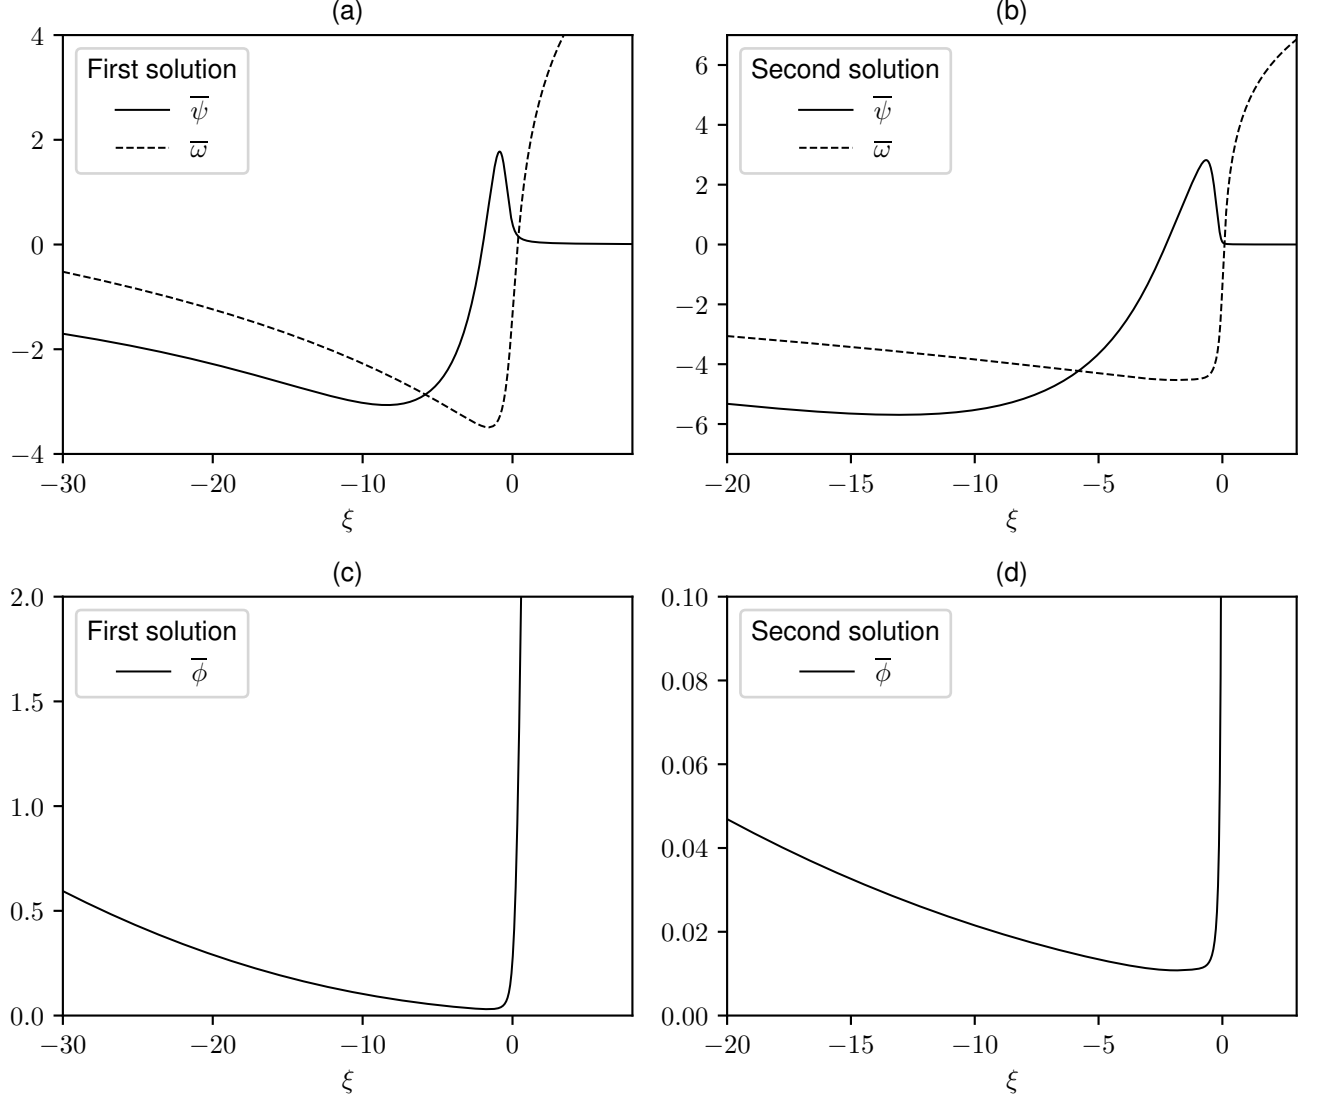 (a)
4
2
0
−2
−4
First solution
ψ̅
ω̅
−30 −20 −10 0
ξ
(b)
6
4
2
0
−2
−4
−6
Second solution
ψ̅
ω̅
−20 −15 −10 −5 0
ξ
(c)
2.0
1.5
1.0
0.5
0.0
First solution
ϕ̅
−30 −20 −10 0
ξ
(d)
0.10
0.08
0.06
0.04
0.02
0.00
Second solution
ϕ̅
−20 −15 −10 −5 0
ξ